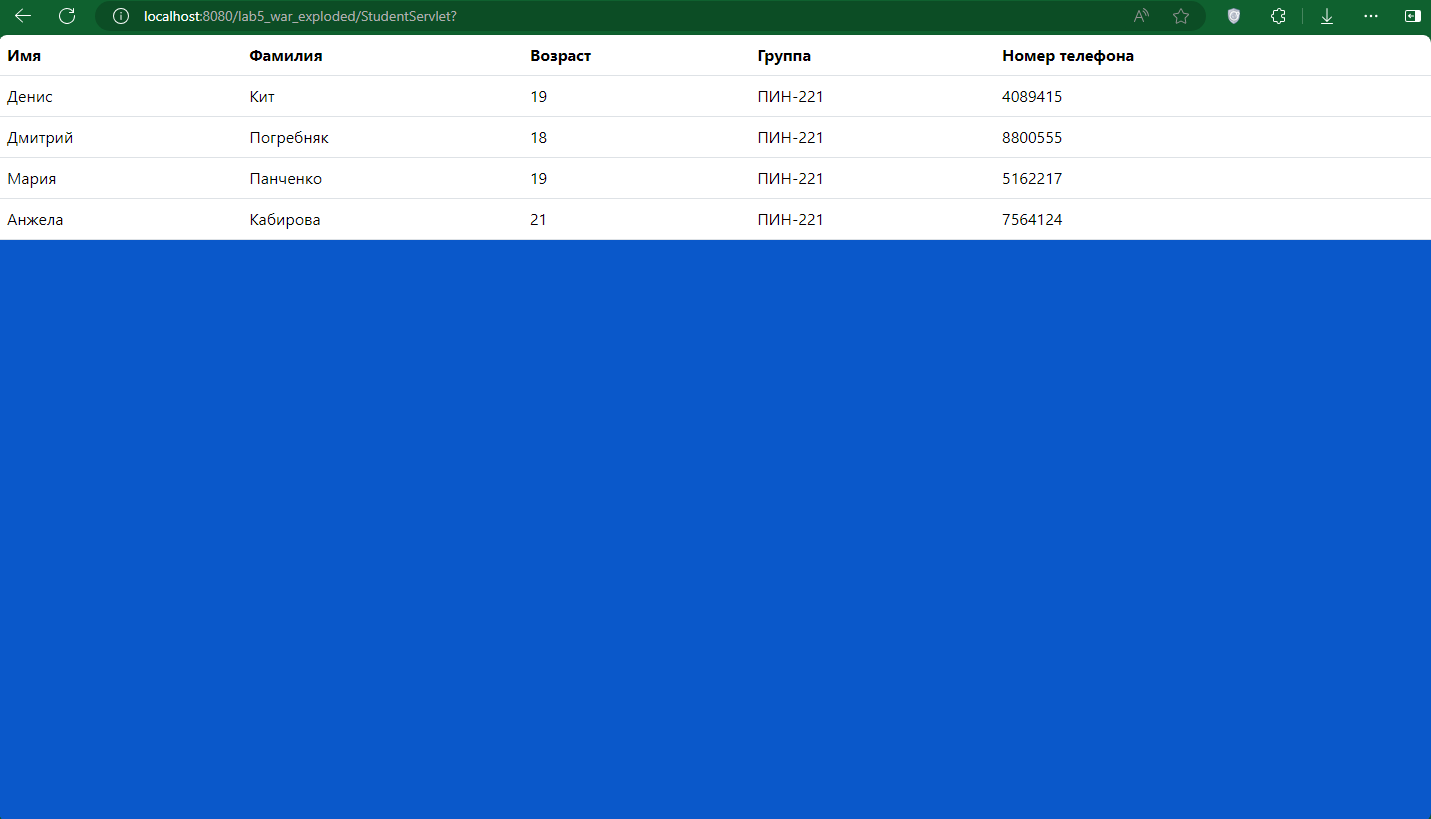 localhost:8080/lab5_war_exploded/StudentServlet?
Имя Фамилия Возраст Группа Номер телефона
Денис Кит 19 ПИН-221 4089415
Дмитрий Погребняк 18 ПИН-221 8800555
Мария Панченко 19 ПИН-221 5162217
Анжела Кабирова 21 ПИН-221 7564124